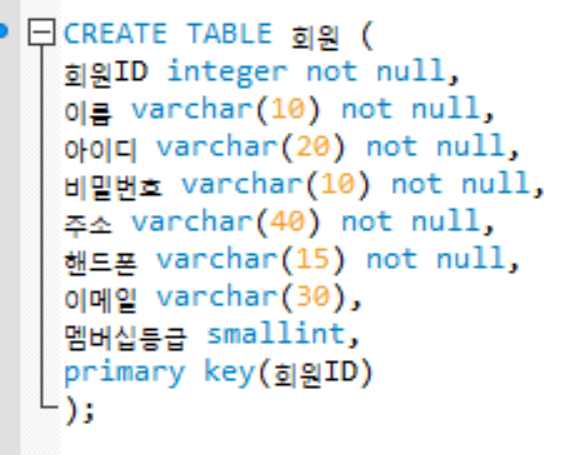 CREATE TABLE 회원 (
회원ID integer not null,
이름 varchar(10) not null,
아이디 varchar(20) not null,
비밀번호 varchar(10) not null,
주소 varchar(40) not null,
핸드폰 varchar(15) not null,
이메일 varchar(30),
멤버십등급 smallint,
primary key(회원ID)
);